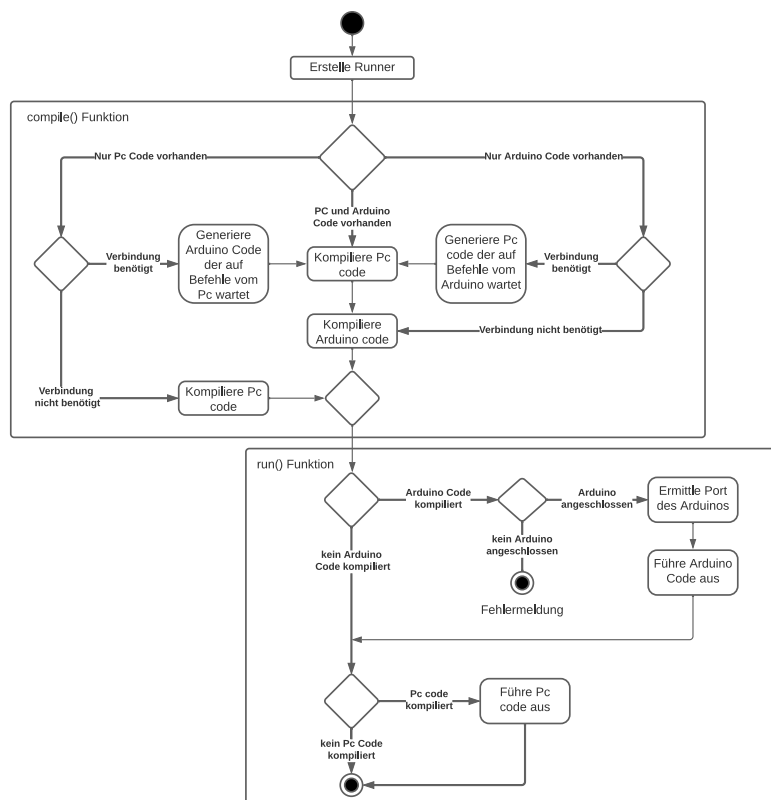 Erstelle Runner
compile() Funktion
Nur Pc Code vorhanden
Nur Arduino Code vorhanden
PC und Arduino
Code vorhanden
Verbindung
benötigt
Generiere
Arduino Code
der auf
Befehle vom
Pc wartet
Kompiliere Pc
code
Generiere Pc
code der auf
Befehle vom
Arduino wartet
Verbindung
benötigt
Kompiliere
Arduino code
Verbindung nicht benötigt
Verbindung
nicht benötigt
Kompiliere Pc
code
run() Funktion
Arduino Code
kompiliert
Arduino
angeschlossen
Ermittle Port
des Arduinos
kein Arduino
Code kompiliert
kein Arduino
angeschlossen
Führe Arduino
Code aus
Fehlermeldung
Pc code
kompiliert
Führe Pc
code aus
kein Pc Code
kompiliert